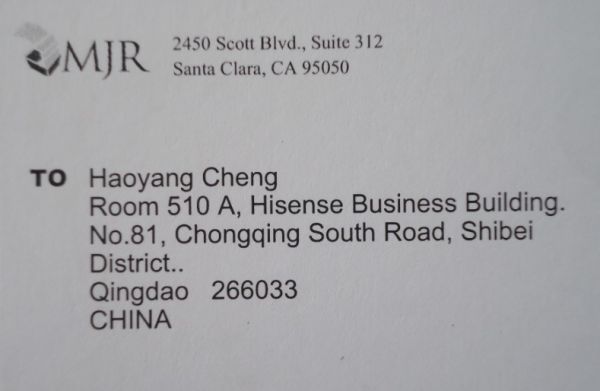 MJR
2450 Scott Blvd., Suite 312
Santa Clara, CA 95050
TO Haoyang Cheng
Room 510 A, Hisense Business Building.
No.81, Chongqing South Road, Shibei
District..
Qingdao 266033
CHINA